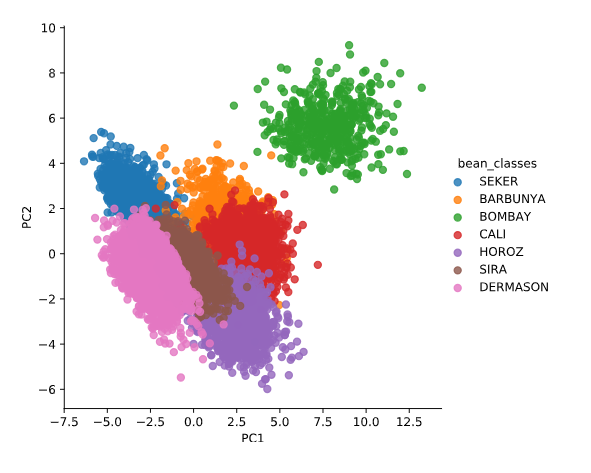 10
8
6
4
2
0
−2
−4
−6
PC2
−7.5 −5.0 −2.5 0.0 2.5 5.0 7.5 10.0 12.5
PC1
bean_classes
SEKER
BARBUNYA
BOMBAY
CALI
HOROZ
SIRA
DERMASON